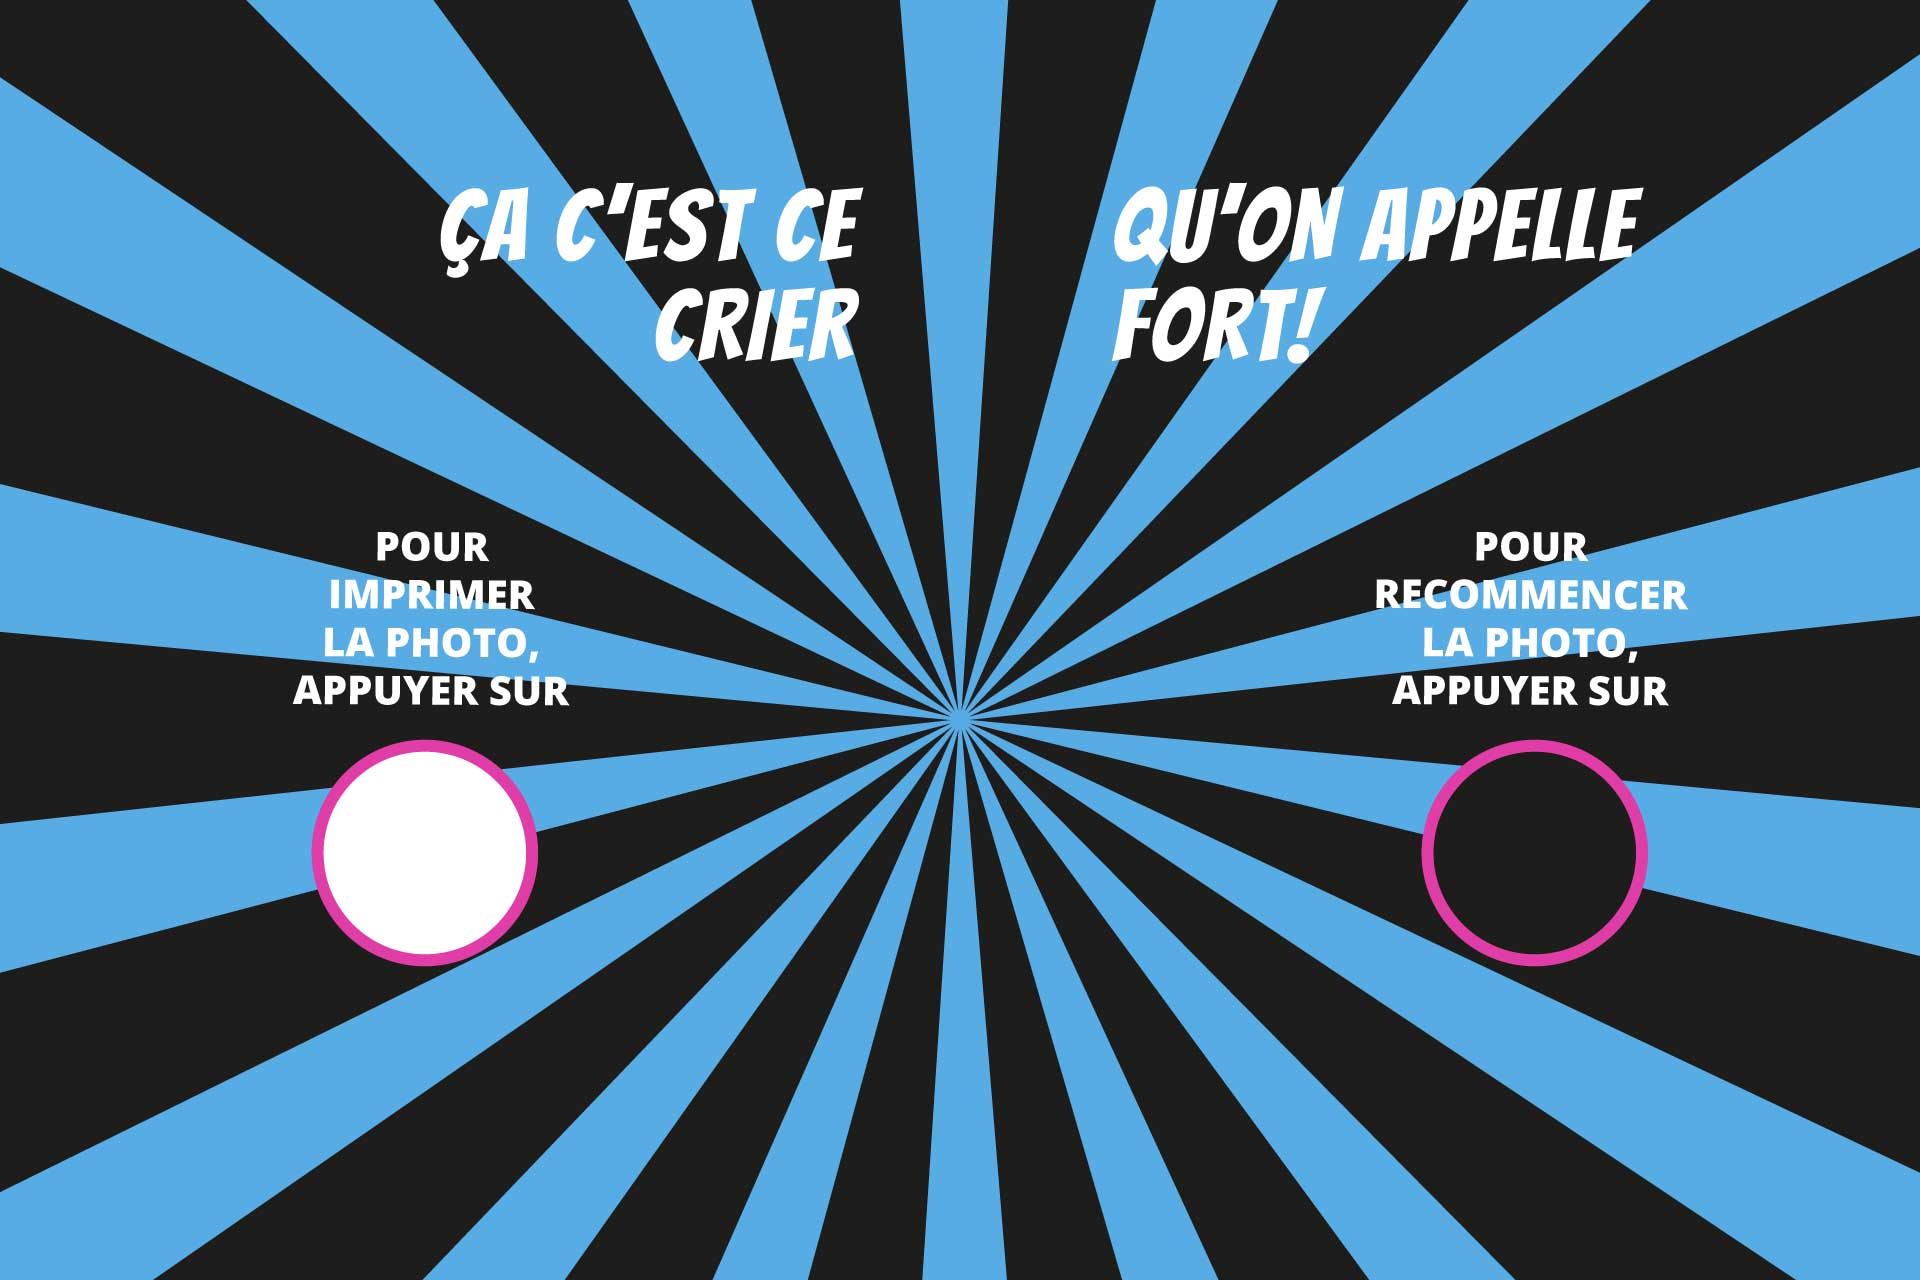 ÇA C'EST CE
CRIER
QU'ON APPELLE
FORT!
POUR
IMPRIMER
LA PHOTO,
APPUYER SUR
POUR
RECOMMENCER
LA PHOTO,
APPUYER SUR